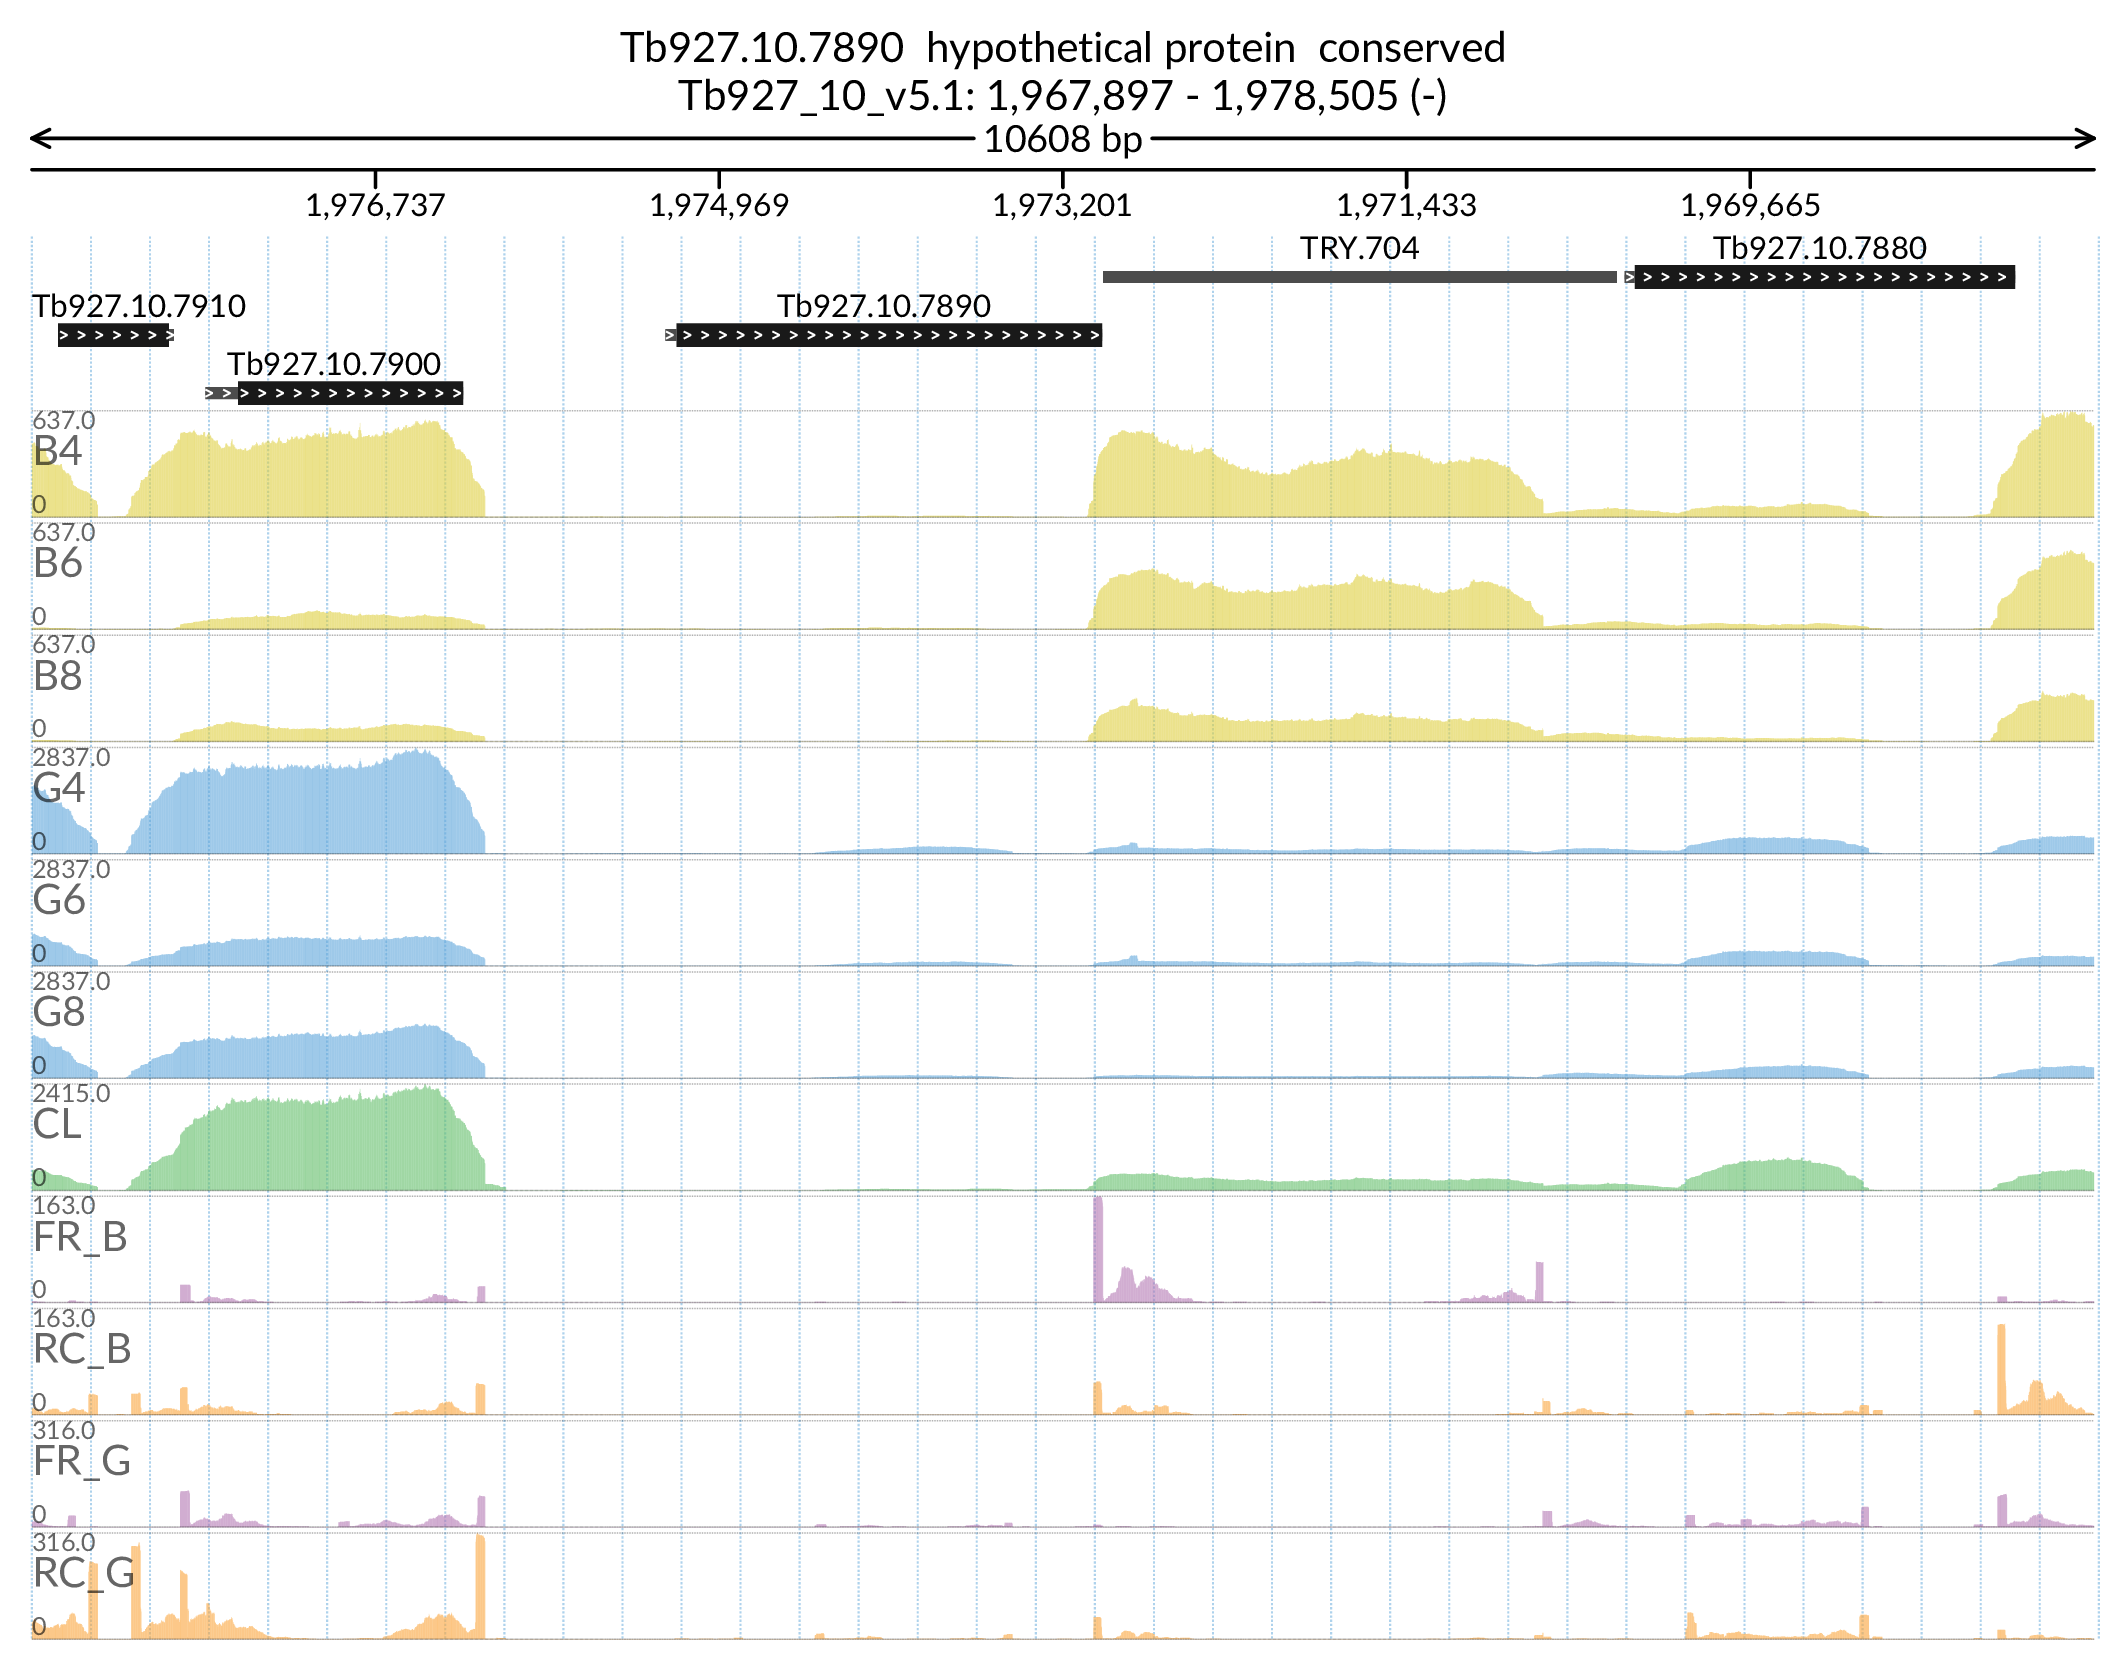 Tb927.10.7890  hypothetical protein  conserved
Tb927_10_v5.1: 1,967,897 - 1,978,505 (-)
10608 bp
1,976,737 1,974,969 1,973,201 1,971,433 1,969,665
TRY.704 Tb927.10.7880
Tb927.10.7910 Tb927.10.7890
Tb927.10.7900
637.0
B4
0
637.0
B6
0
637.0
B8
0
2837.0
G4
0
2837.0
G6
0
2837.0
G8
0
2415.0
CL
0
163.0
FR_B
0
163.0
RC_B
0
316.0
FR_G
0
316.0
RC_G
0